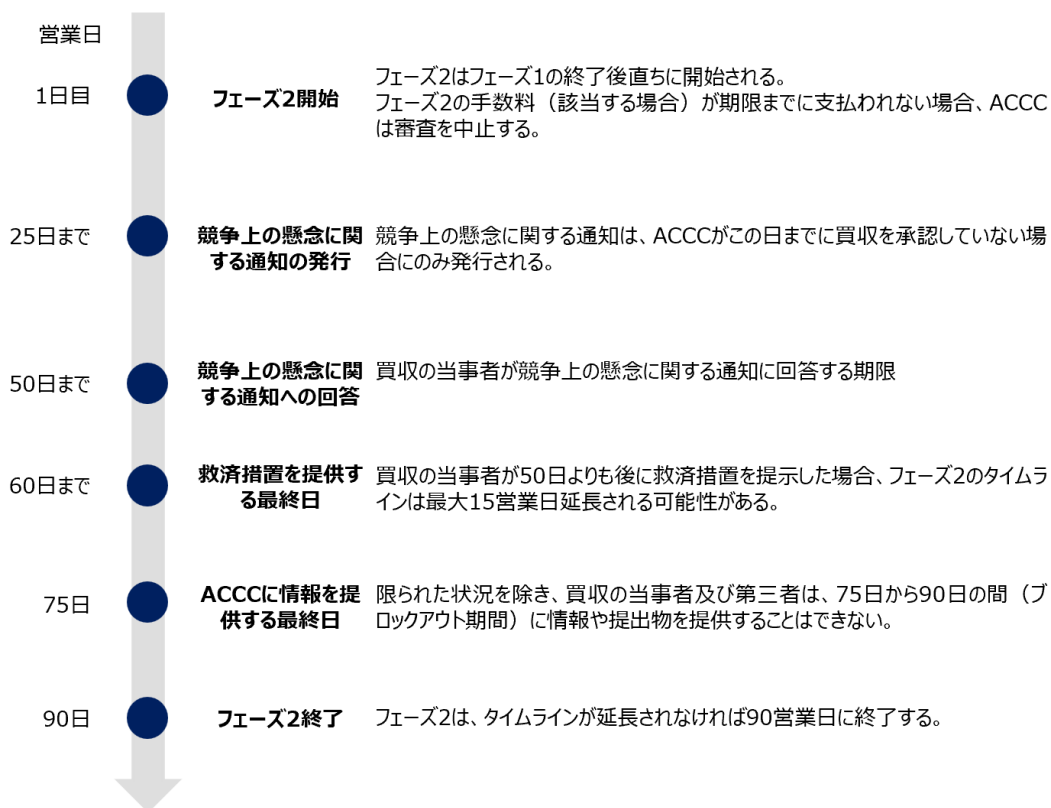 営業日
1日目
フェーズ2開始
フェーズ2はフェーズ1の終了後直ちに開始される。
フェーズ2の手数料（該当する場合）が期限までに支払われない場合、ACCC
は審査を中止する。
25日まで
競争上の懸念に関
する通知の発行
競争上の懸念に関する通知は、ACCCがこの日までに買収を承認していない場
合にのみ発行される。
50日まで
競争上の懸念に関
する通知への回答
買収の当事者が競争上の懸念に関する通知に回答する期限
60日まで
救済措置を提供す
る最終日
買収の当事者が50日よりも後に救済措置を提示した場合、フェーズ2のタイムラ
インは最大15営業日延長される可能性がある。
75日
ACCCに情報を提
供する最終日
限られた状況を除き、買収の当事者及び第三者は、75日から90日の間（ブ
ロックアウト期間）に情報や提出物を提供することはできない。
90日
フェーズ2終了
フェーズ2は、タイムラインが延長されなければ90営業日に終了する。